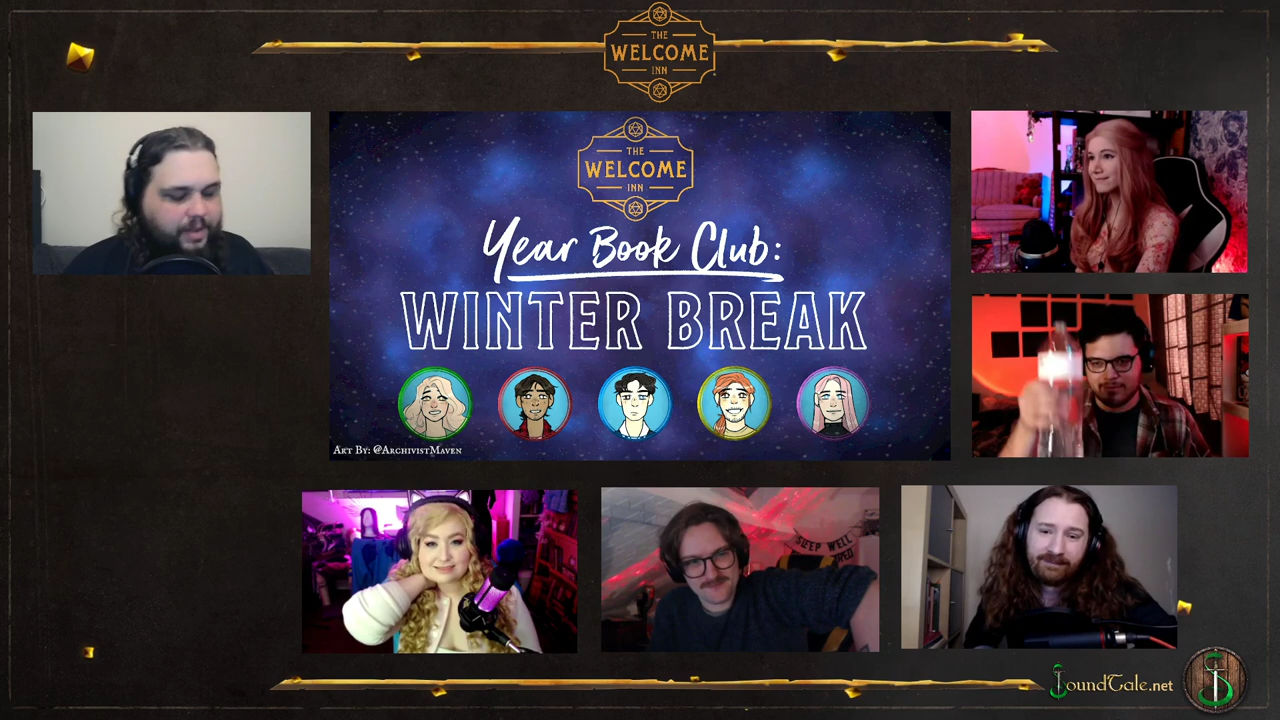 THE
WELCOME
INN
THE
WELCOME
INN
Year Book Club:
WINTER BREAK
ART BY: @ARCHIVISTMAVEN
SLEEP WELL
SoundTale.net